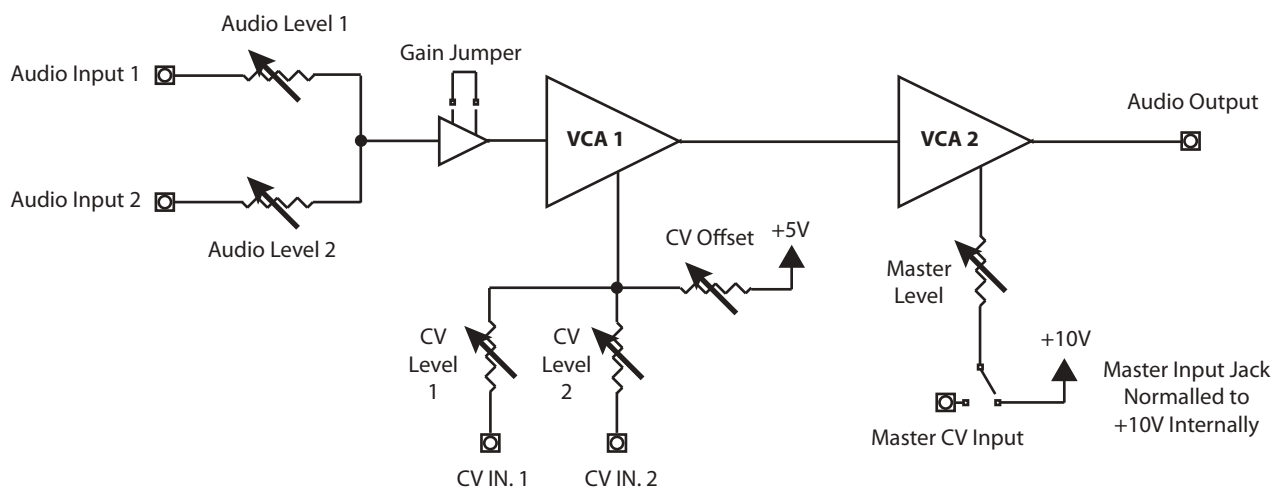 Audio Level 1
Gain Jumper
Audio Input 1
Audio Output
VCA 1
VCA 2
Audio Input 2
Audio Level 2
CV Offset
+5V
Master
Level
CV
Level
1
CV
Level
2
+10V
Master Input Jack
Normalled to
+10V Internally
Master CV Input
CV IN. 1
CV IN. 2